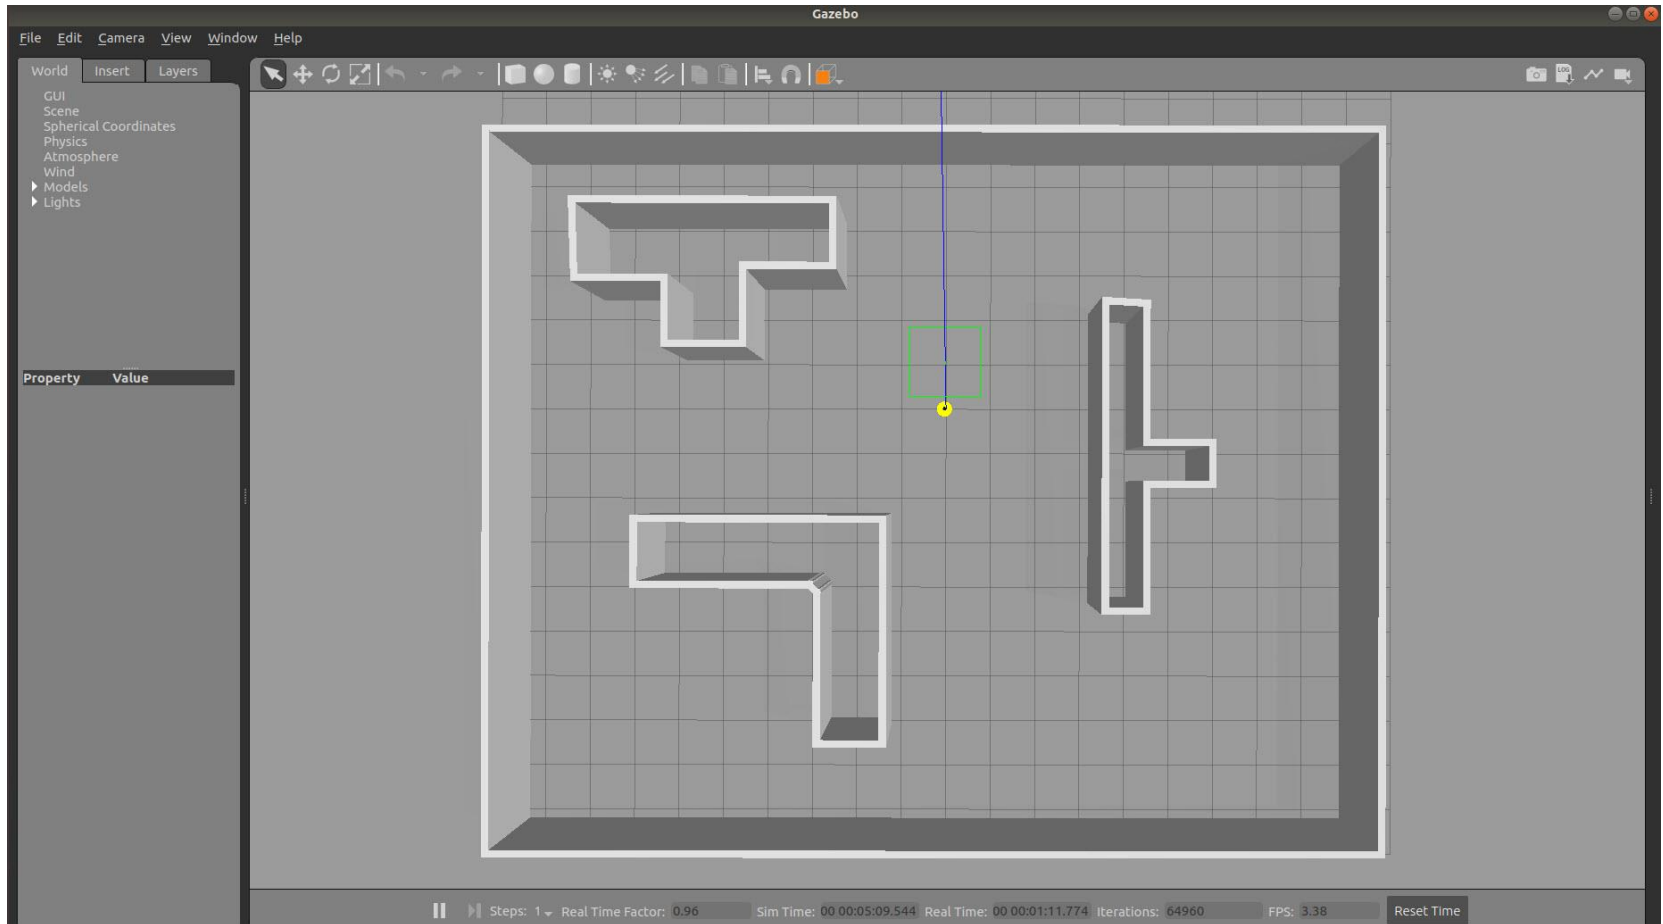 Gazebo
File Edit Camera View Window Help
World Insert Layers
GUI
Scene
Spherical Coordinates
Physics
Atmosphere
Wind
Models
Lights
LOG
Property Value
Steps: 1 Real Time Factor: 0.96 Sim Time: 00 00:05:09.544 Real Time: 00 00:01:11.774 Iterations: 64960 FPS: 3.38 Reset Time